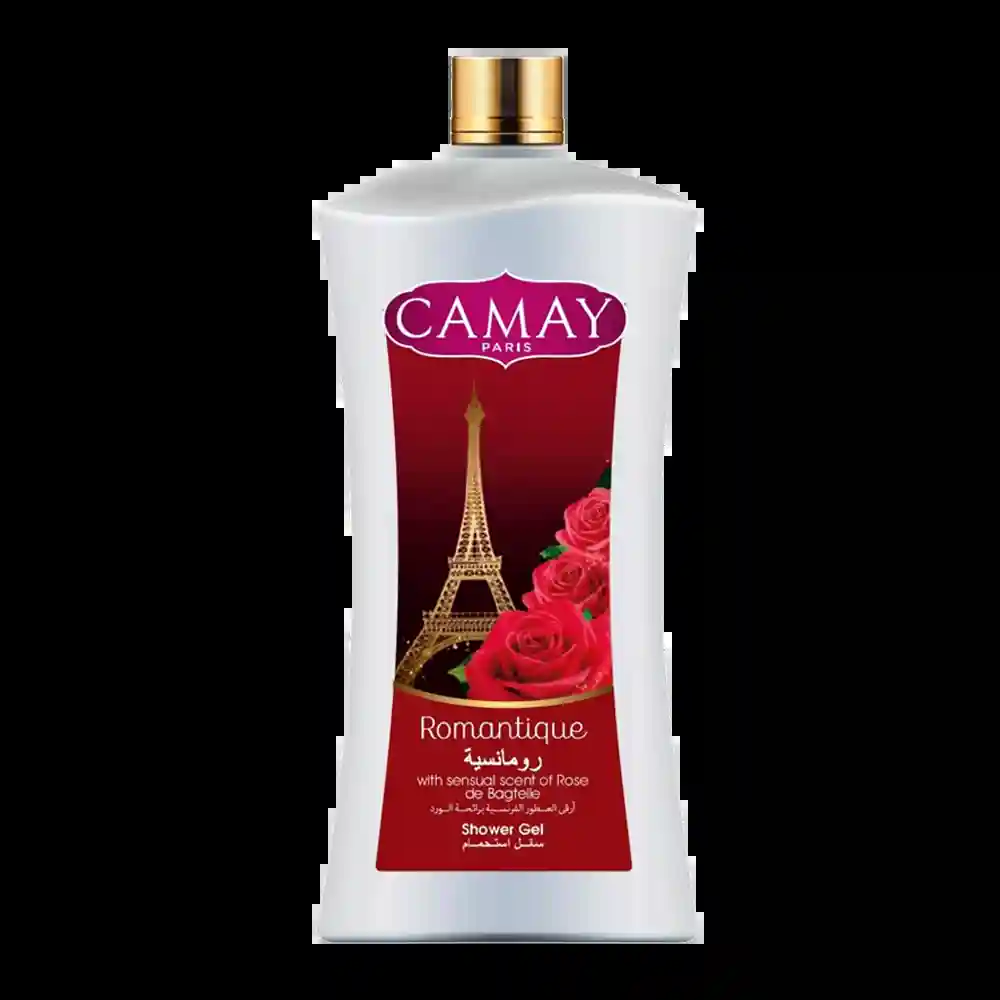 CAMAY
PARIS
Romantique
رومانسية
with sensual scent of Rose
de Bagtelle
أرقى العطور الفرنسية برائحة الورد
Shower Gel
سائل استحمام